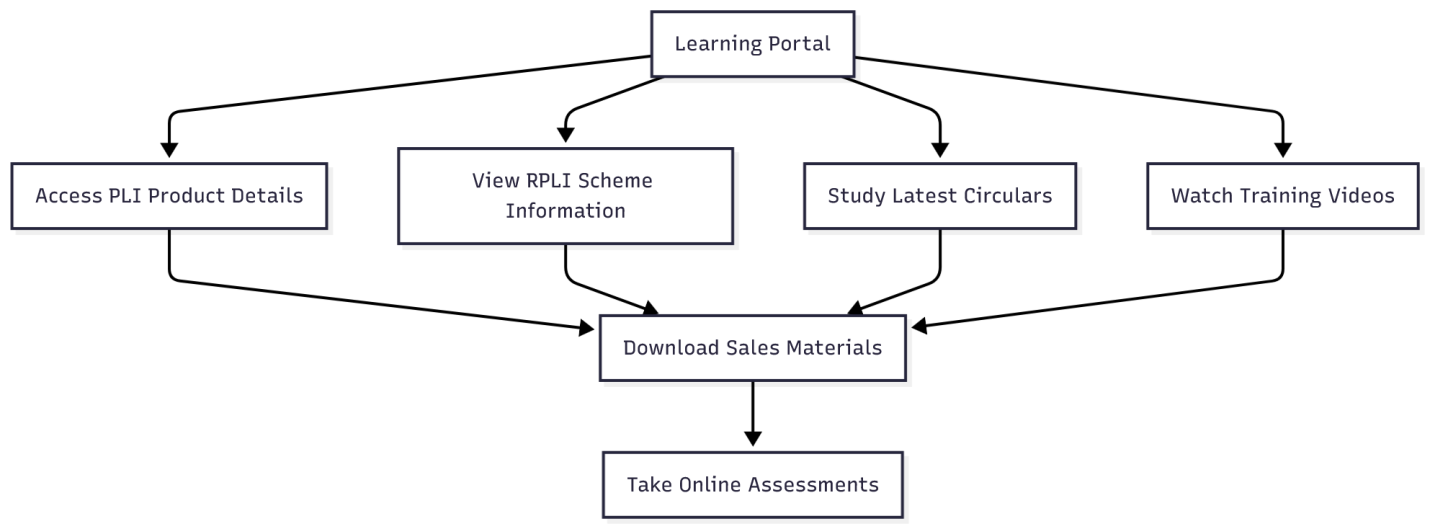 Learning Portal
Access PLI Product Details
View RPLI Scheme
Information
Study Latest Circulars
Watch Training Videos
Download Sales Materials
Take Online Assessments